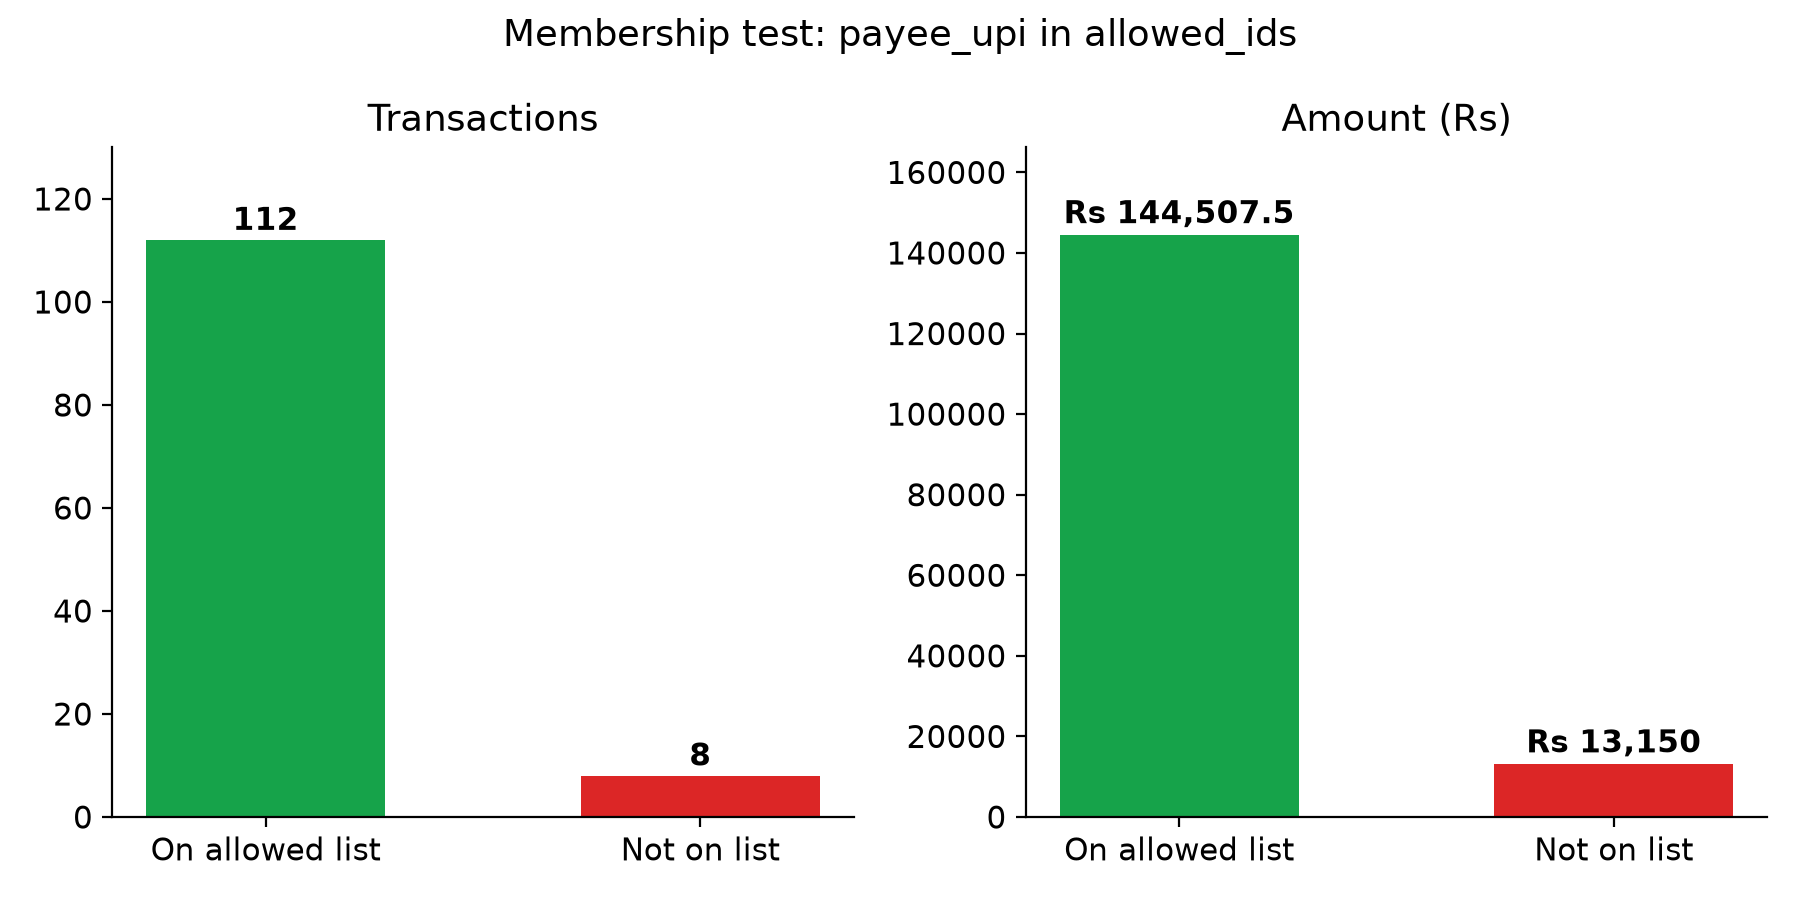 Membership test: payee_upi in allowed_ids
Transactions
120
100
80
60
40
20
0
112
8
On allowed list
Not on list
Amount (Rs)
160000
140000
120000
100000
80000
60000
40000
20000
0
Rs 144,507.5
Rs 13,150
On allowed list
Not on list